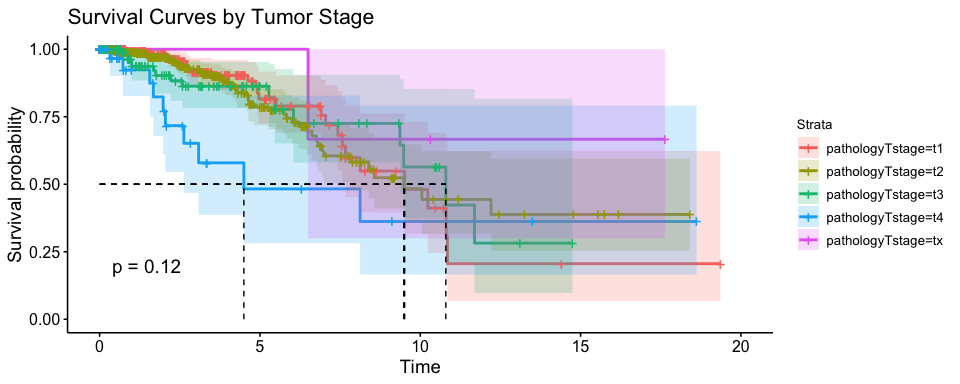 Survival Curves by Tumor Stage
Survival probability
1.00
0.75
0.50
0.25
0.00
p = 0.12
0 5 10 15 20
Time
Strata
pathologyTstage=t1
pathologyTstage=t2
pathologyTstage=t3
pathologyTstage=t4
pathologyTstage=tx